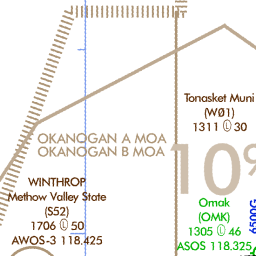 Tonasket Muni
(WØ1)
1311 Ⓛ 30
OKANOGAN A MOA
OKANOGAN B MOA
10°
WINTHROP
Methow Valley State
(S52)
1706 Ⓛ 50
AWOS-3 118.425
Omak
(OMK)
1305 Ⓛ 46
ASOS 118.325
6500G